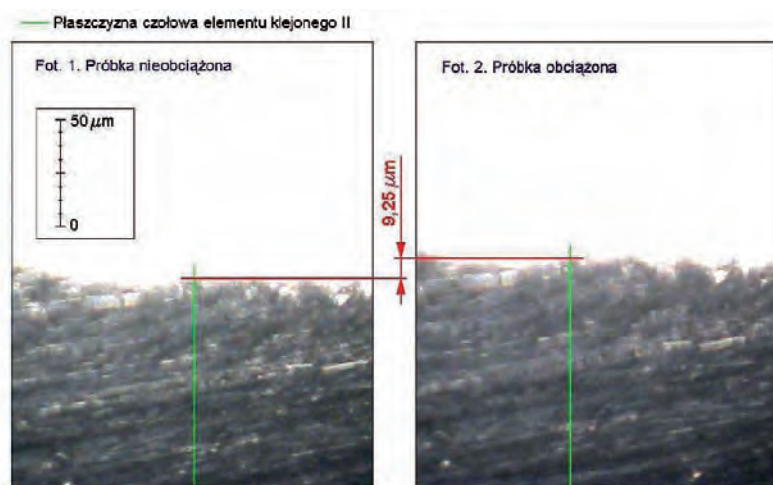 Płaszczyzna czołowa elementu klejonego II
Fot. 1. Próbka nieobciążona
Fot. 2. Próbka obciążona
50 μm
0
9,25 μm